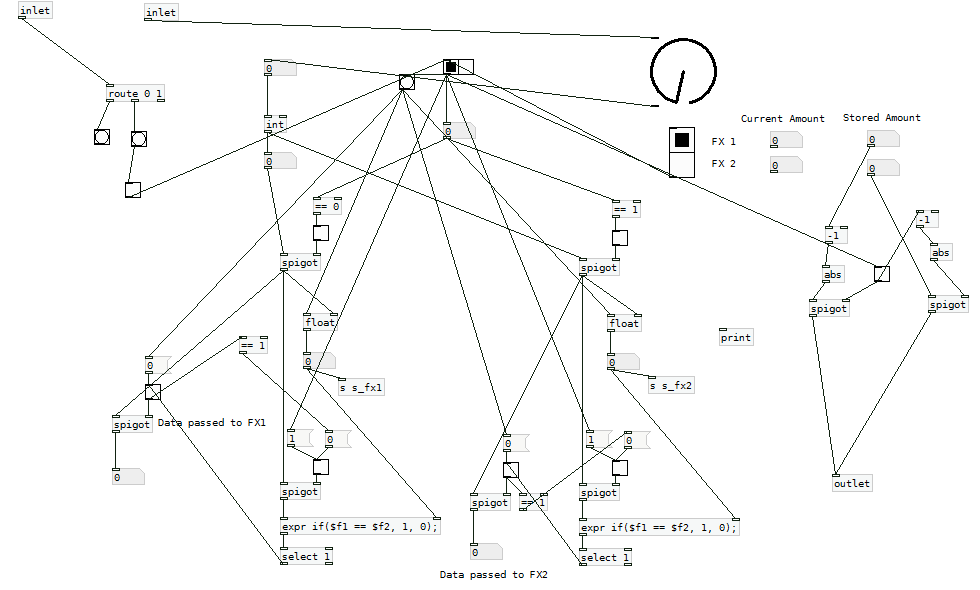 inlet
inlet
0
route 0 1
Current Amount
Stored Amount
int
0
FX 1
0
0
0
FX 2
0
0
== 0
== 1
-1
-1
abs
spigot
spigot
abs
spigot
spigot
float
float
print
== 1
0
0
0
s s_fx1
s s_fx2
spigot
Data passed to FX1
1
0
0
1
0
0
spigot
spigot
== 1
spigot
outlet
expr if($f1 == $f2, 1, 0);
expr if($f1 == $f2, 1, 0);
0
select 1
select 1
Data passed to FX2